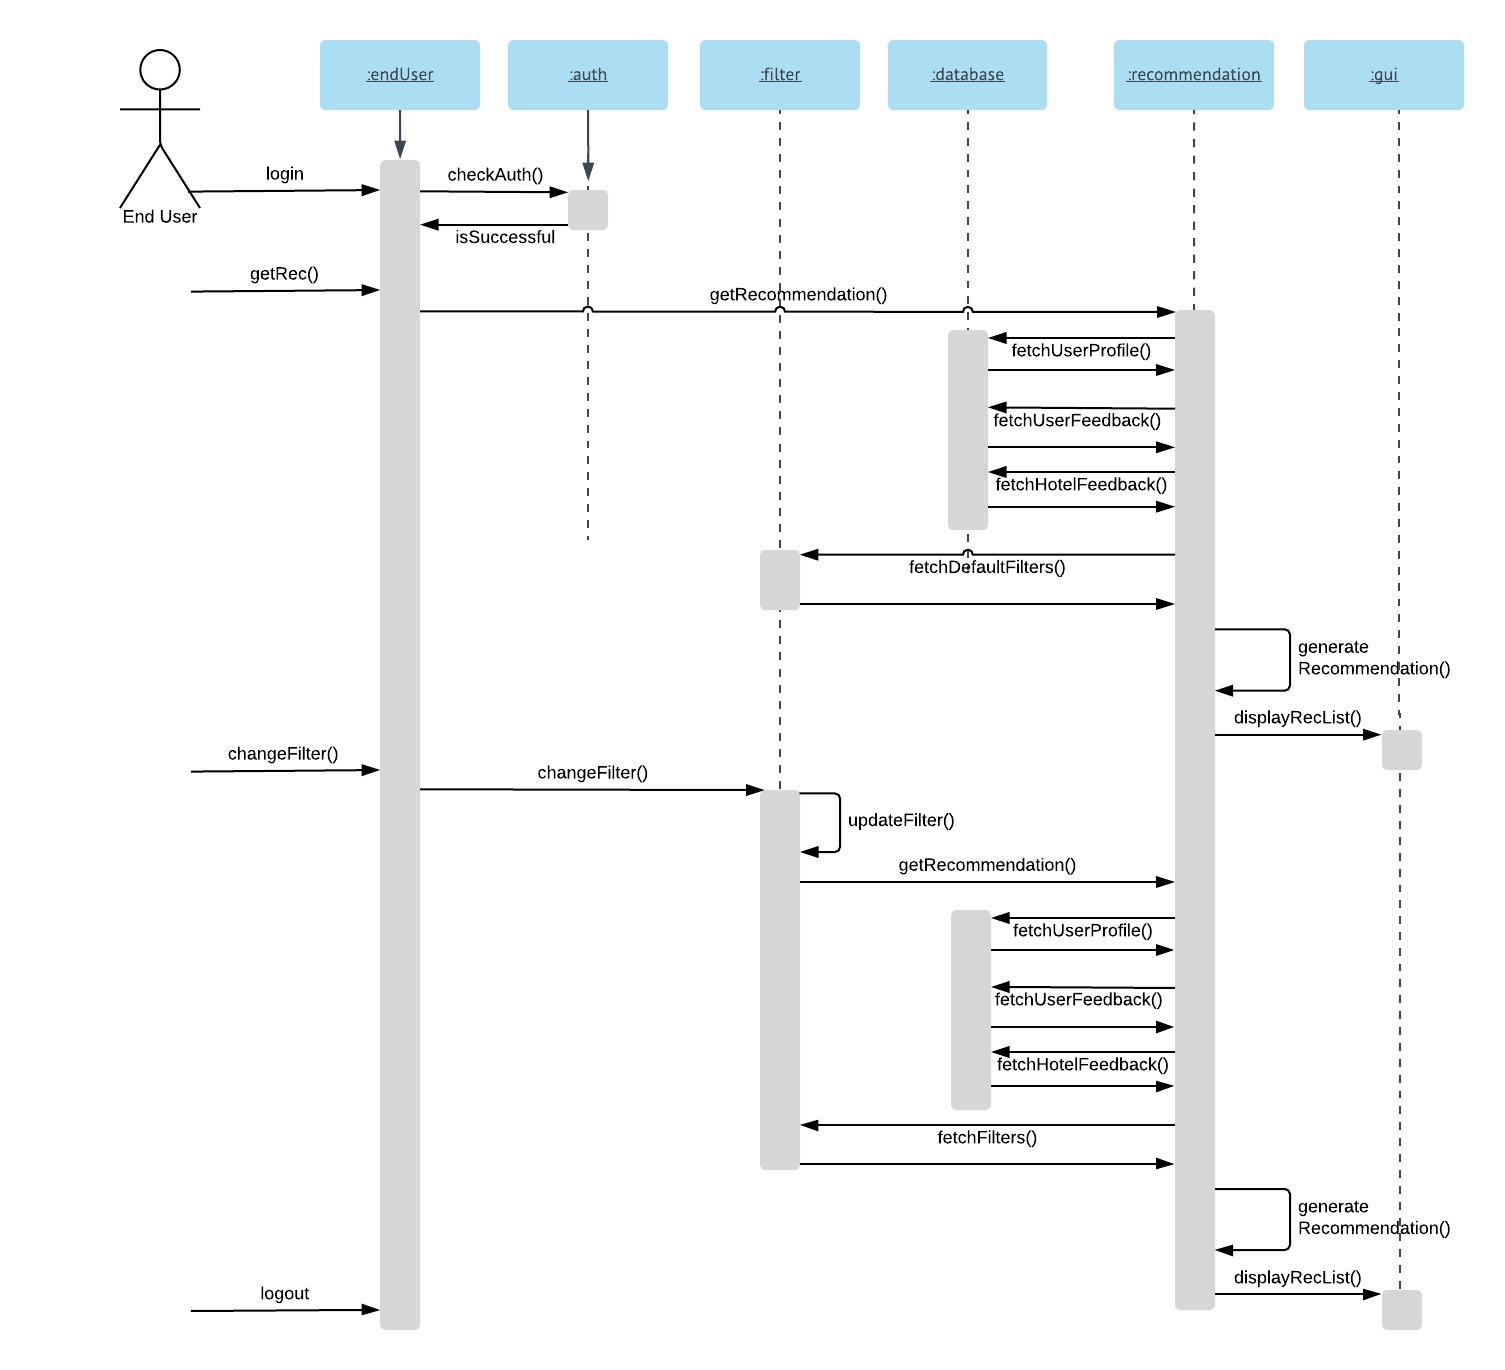 :endUser
:auth
:filter
:database
:recommendation
:gui
End User
login
checkAuth()
isSuccessful
getRec()
getRecommendation()
fetchUserProfile()
fetchUserFeedback()
fetchHotelFeedback()
fetchDefaultFilters()
generate
Recommendation()
displayRecList()
changeFilter()
changeFilter()
updateFilter()
getRecommendation()
fetchUserProfile()
fetchUserFeedback()
fetchHotelFeedback()
fetchFilters()
generate
Recommendation()
displayRecList()
logout